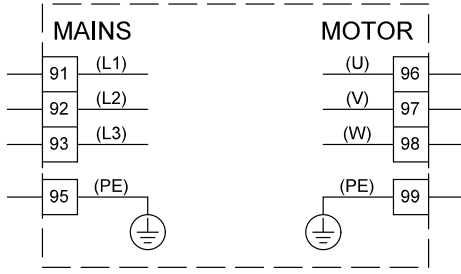 MAINS MOTOR
91 (L1) (U) 96
92 (L2) (V) 97
93 (L3) (W) 98
95 (PE) (PE) 99